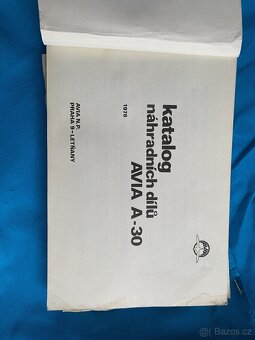 katalog
náhradních dílů
AVIA A-30
1978
AVIA N.P.
PRAHA 9-LETŇANY
Bazoš.cz